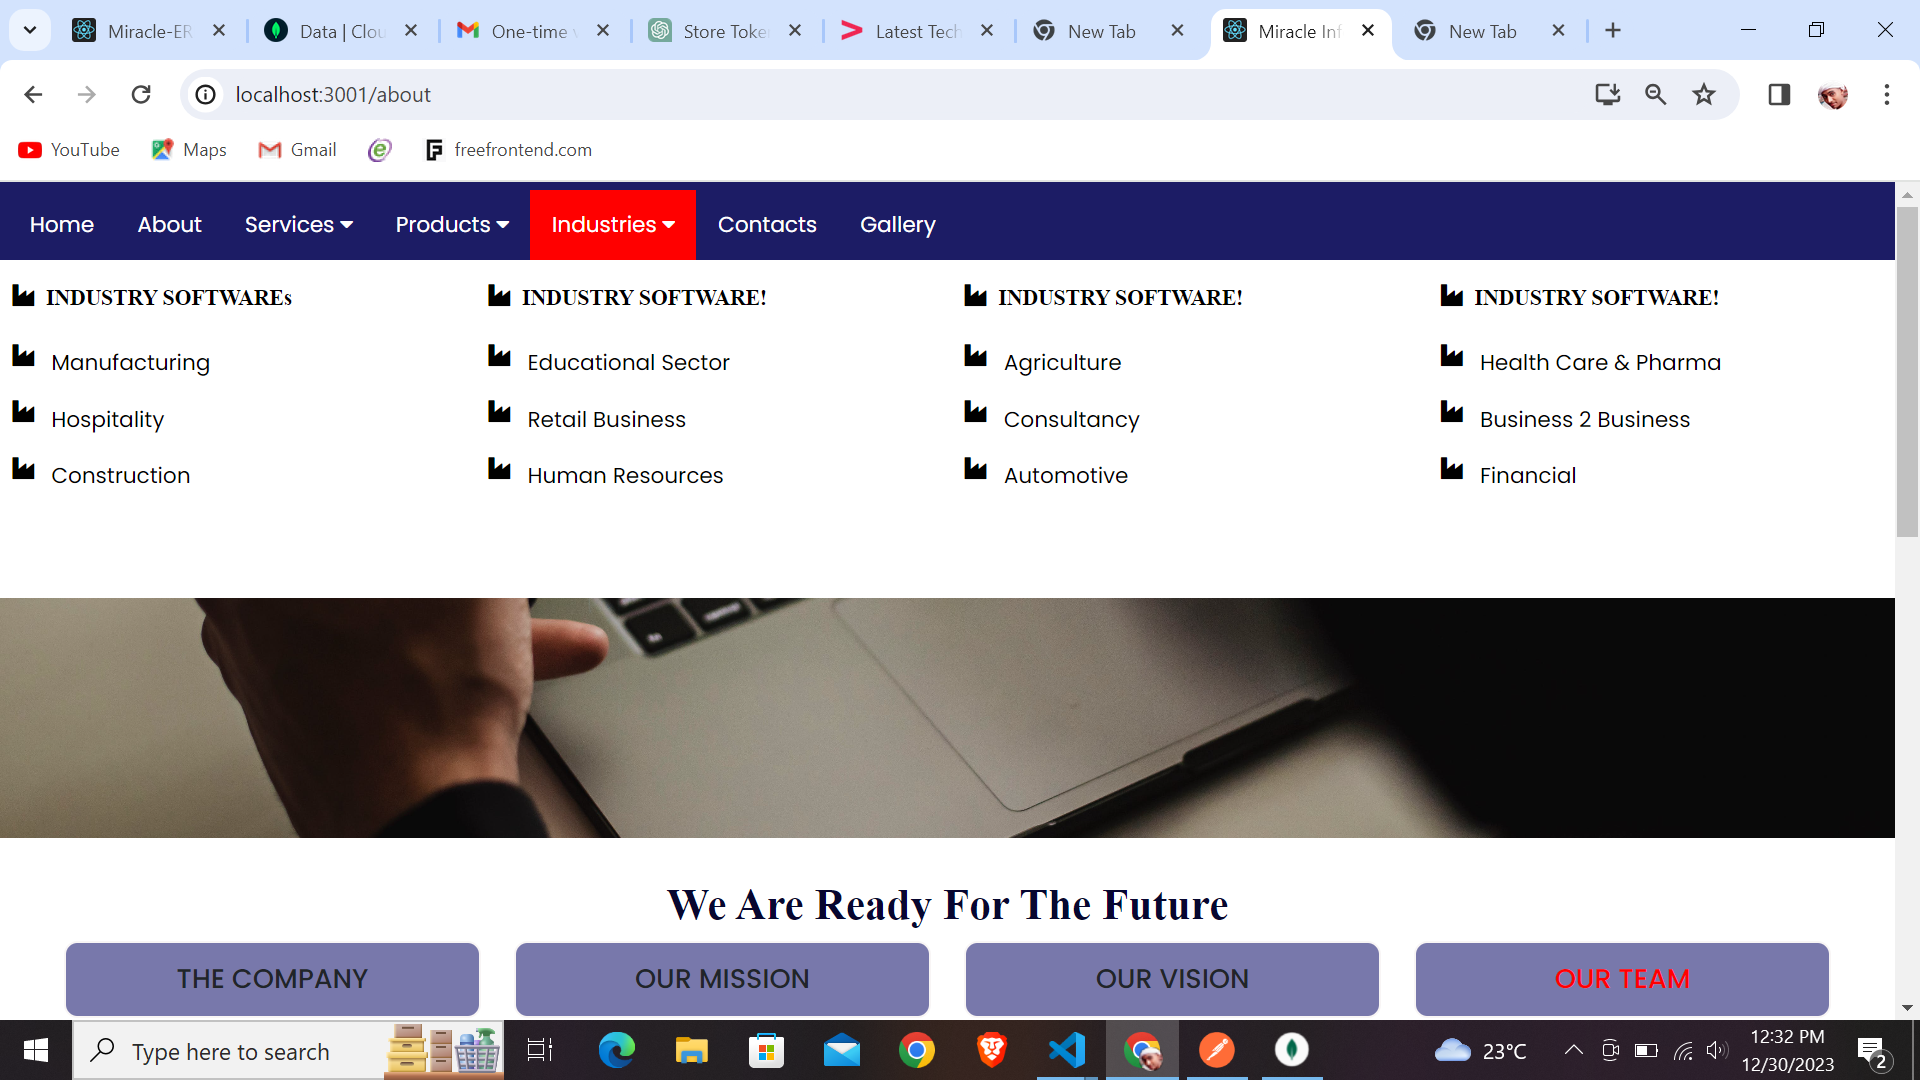 Miracle-ER
Data | Clou
One-time
Store Toke
Latest Tech
New Tab
Miracle Inf
New Tab
localhost:3001/about
YouTube
Maps
Gmail
freefrontend.com
Home
About
Services
Products
Industries
Contacts
Gallery
INDUSTRY SOFTWAREs
INDUSTRY SOFTWARE!
INDUSTRY SOFTWARE!
INDUSTRY SOFTWARE!
Manufacturing
Educational Sector
Agriculture
Health Care & Pharma
Hospitality
Retail Business
Consultancy
Business 2 Business
Construction
Human Resources
Automotive
Financial
fn
We Are Ready For The Future
THE COMPANY
OUR MISSION
OUR VISION
OUR TEAM
Type here to search
23°C
12:32 PM
12/30/2023
2